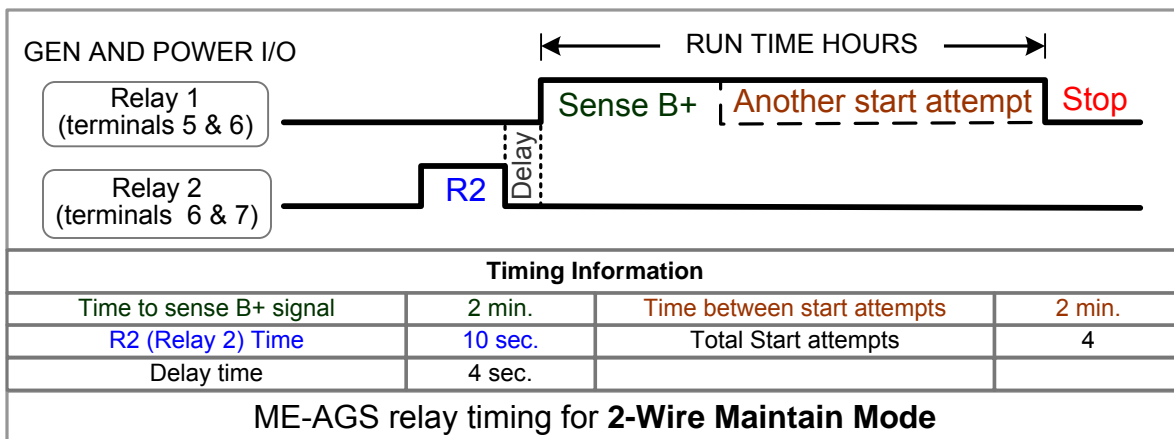 GEN AND POWER I/O
RUN TIME HOURS
Relay 1
(terminals 5 & 6)
Sense B+
Another start attempt
Stop
Delay
Relay 2
(terminals 6 & 7)
R2
Timing Information
Time to sense B+ signal 2 min. Time between start attempts 2 min.
R2 (Relay 2) Time 10 sec. Total Start attempts 4
Delay time 4 sec.
ME-AGS relay timing for 2-Wire Maintain Mode